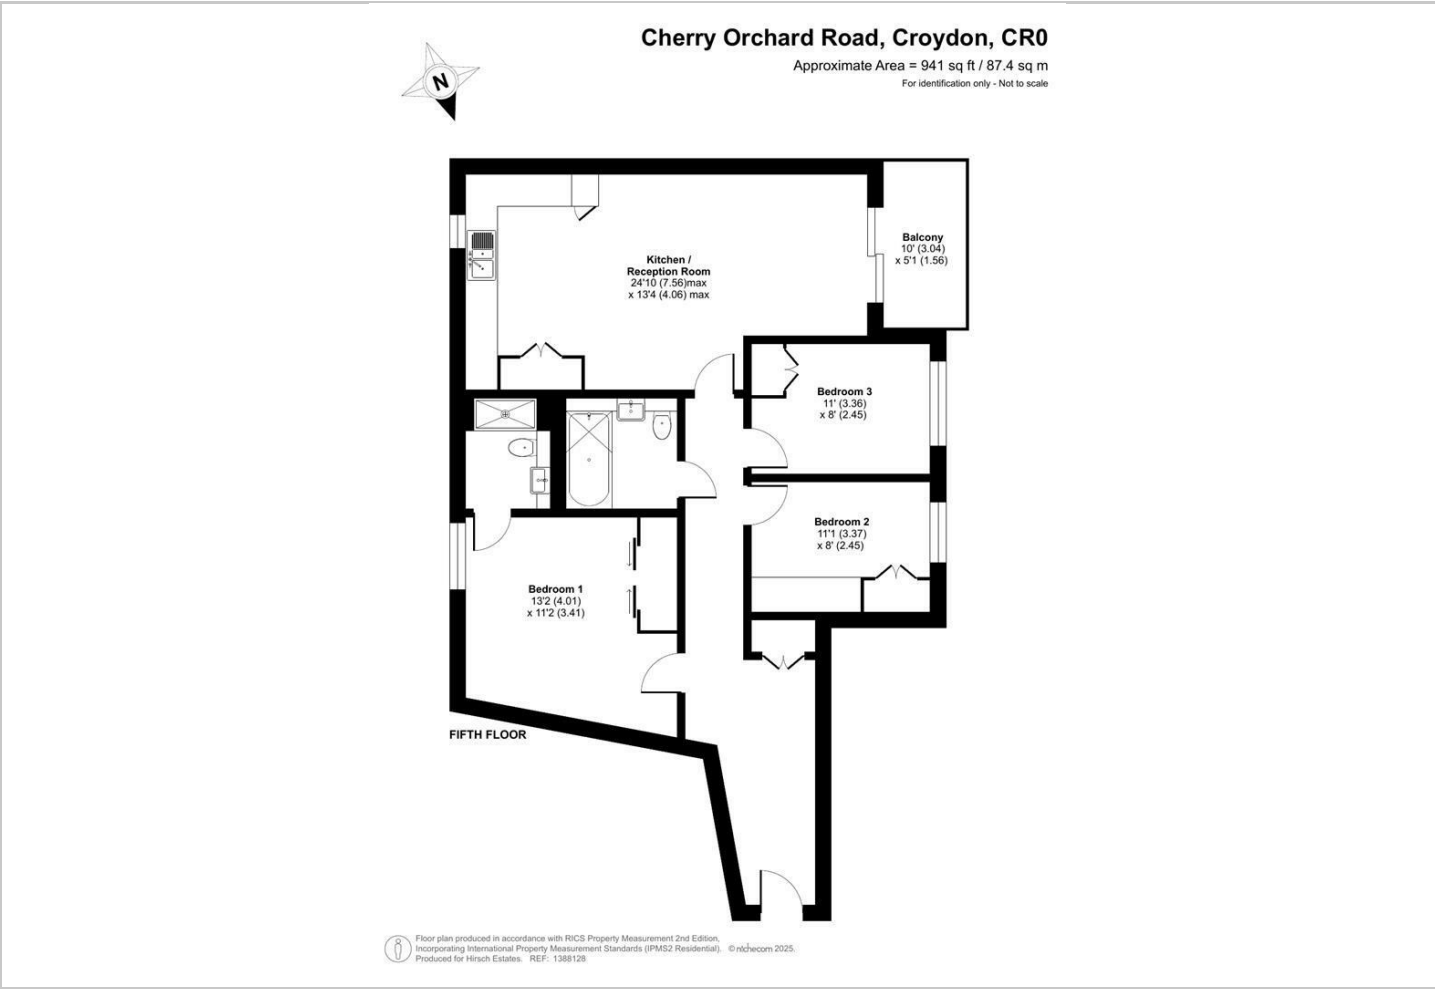 Cherry Orchard Road, Croydon, CR0
Approximate Area = 941 sq ft / 87.4 sq m
For identification only - Not to scale
N
Balcony
10' (3.04)
x 5'1 (1.56)
Kitchen /
Reception Room
24'10 (7.56)max
x 13'4 (4.06) max
Bedroom 3
11' (3.36)
x 8' (2.45)
Bedroom 2
11'1 (3.37)
x 8' (2.45)
Bedroom 1
13'2 (4.01)
x 11'2 (3.41)
FIFTH FLOOR
Floor plan produced in accordance with RICS Property Measurement 2nd Edition,
Incorporating International Property Measurement Standards (IPMS2 Residential). © nichecom 2025.
Produced for Hirsch Estates. REF: 1388128